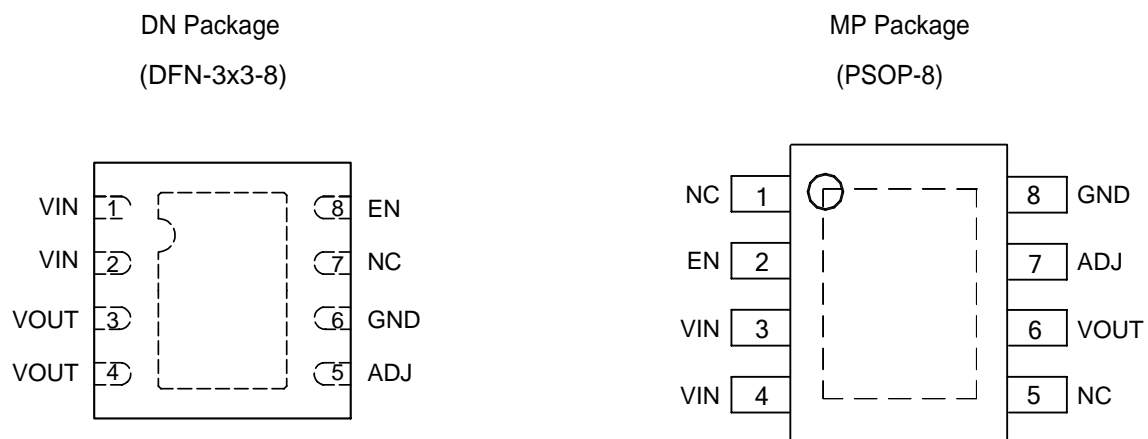 DN Package
(DFN-3x3-8)
VIN 1
VIN 2
VOUT 3
VOUT 4
8 EN
7 NC
6 GND
5 ADJ
MP Package
(PSOP-8)
NC 1
EN 2
VIN 3
VIN 4
8 GND
7 ADJ
6 VOUT
5 NC